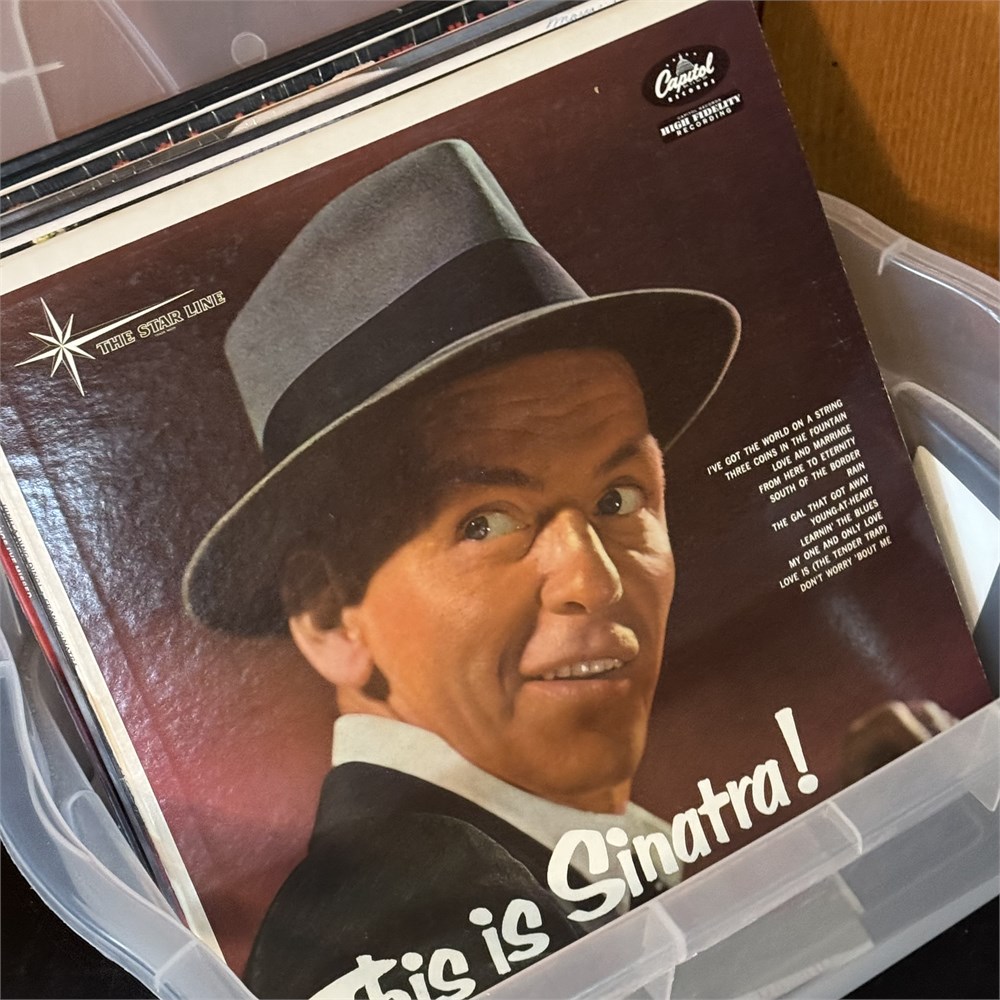 Capitol
RECORDS
CAPITOL RECORDS
HIGH FIDELITY
RECORDING
THE STAR LINE
I'VE GOT THE WORLD ON A STRING
THREE COINS IN THE FOUNTAIN
LOVE AND MARRIAGE
FROM HERE TO ETERNITY
SOUTH OF THE BORDER
RAIN
THE GAL THAT GOT AWAY
YOUNG-AT-HEART
LEARNIN' THE BLUES
MY ONE AND ONLY LOVE
LOVE IS (THE TENDER TRAP)
DON'T WORRY 'BOUT ME
This is Sinatra!